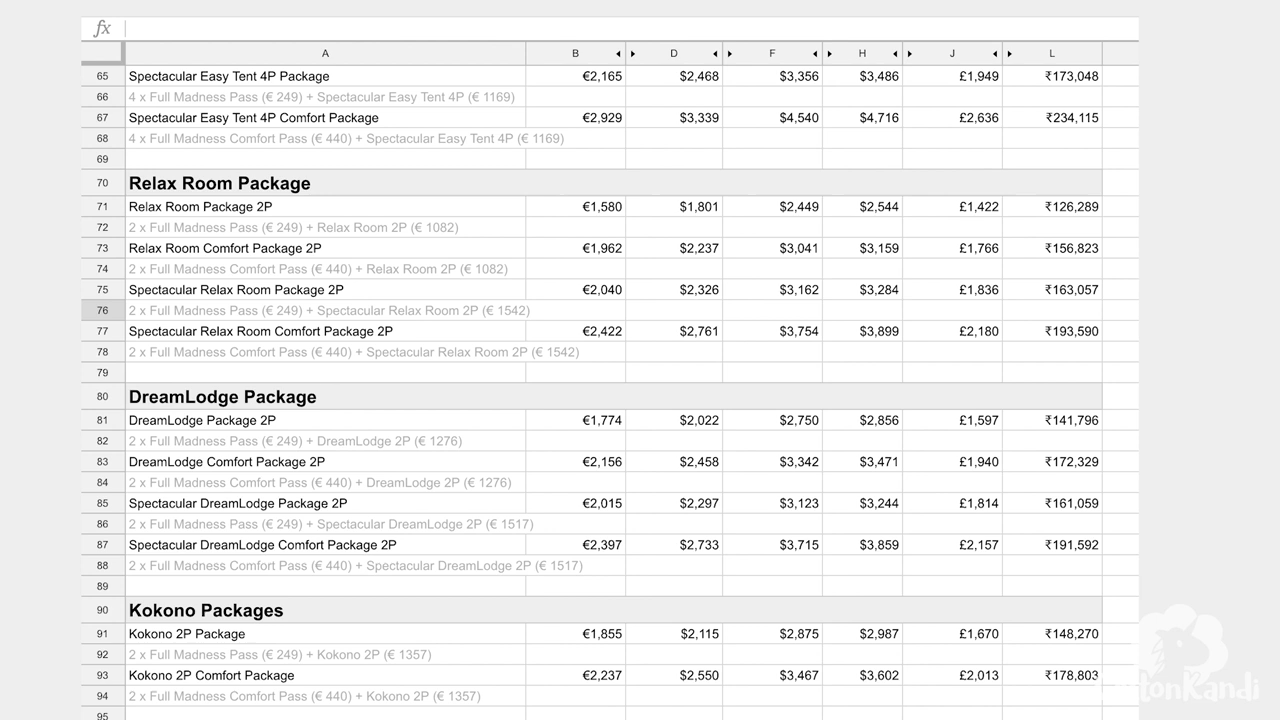 fx
A B D F H J L
65 Spectacular Easy Tent 4P Package €2,165 $2,468 $3,356 $3,486 £1,949 ₹173,048
66 4 x Full Madness Pass (€ 249) + Spectacular Easy Tent 4P (€ 1169)
67 Spectacular Easy Tent 4P Comfort Package €2,929 $3,339 $4,540 $4,716 £2,636 ₹234,115
68 4 x Full Madness Comfort Pass (€ 440) + Spectacular Easy Tent 4P (€ 1169)
69
70 Relax Room Package
71 Relax Room Package 2P €1,580 $1,801 $2,449 $2,544 £1,422 ₹126,289
72 2 x Full Madness Pass (€ 249) + Relax Room 2P (€ 1082)
73 Relax Room Comfort Package 2P €1,962 $2,237 $3,041 $3,159 £1,766 ₹156,823
74 2 x Full Madness Comfort Pass (€ 440) + Relax Room 2P (€ 1082)
75 Spectacular Relax Room Package 2P €2,040 $2,326 $3,162 $3,284 £1,836 ₹163,057
76 2 x Full Madness Pass (€ 249) + Spectacular Relax Room 2P (€ 1542)
77 Spectacular Relax Room Comfort Package 2P €2,422 $2,761 $3,754 $3,899 £2,180 ₹193,590
78 2 x Full Madness Comfort Pass (€ 440) + Spectacular Relax Room 2P (€ 1542)
79
80 DreamLodge Package
81 DreamLodge Package 2P €1,774 $2,022 $2,750 $2,856 £1,597 ₹141,796
82 2 x Full Madness Pass (€ 249) + DreamLodge 2P (€ 1276)
83 DreamLodge Comfort Package 2P €2,156 $2,458 $3,342 $3,471 £1,940 ₹172,329
84 2 x Full Madness Comfort Pass (€ 440) + DreamLodge 2P (€ 1276)
85 Spectacular DreamLodge Package 2P €2,015 $2,297 $3,123 $3,244 £1,814 ₹161,059
86 2 x Full Madness Pass (€ 249) + Spectacular DreamLodge 2P (€ 1517)
87 Spectacular DreamLodge Comfort Package 2P €2,397 $2,733 $3,715 $3,859 £2,157 ₹191,592
88 2 x Full Madness Comfort Pass (€ 440) + Spectacular DreamLodge 2P (€ 1517)
89
90 Kokono Packages
91 Kokono 2P Package €1,855 $2,115 $2,875 $2,987 £1,670 ₹148,270
92 2 x Full Madness Pass (€ 249) + Kokono 2P (€ 1357)
93 Kokono 2P Comfort Package €2,237 $2,550 $3,467 $3,602 £2,013 ₹178,803
94 2 x Full Madness Comfort Pass (€ 440) + Kokono 2P (€ 1357)
95